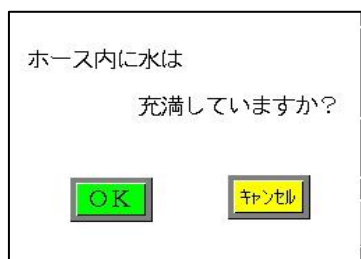 ホース内に水は
充満していますか？
ＯＫ
ｷｬﾝｾﾙ